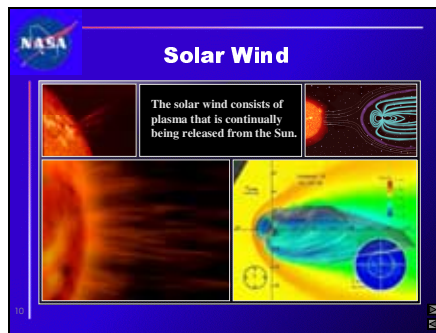 NASA
Solar Wind
The solar wind consists of
plasma that is continually
being released from the Sun.
10